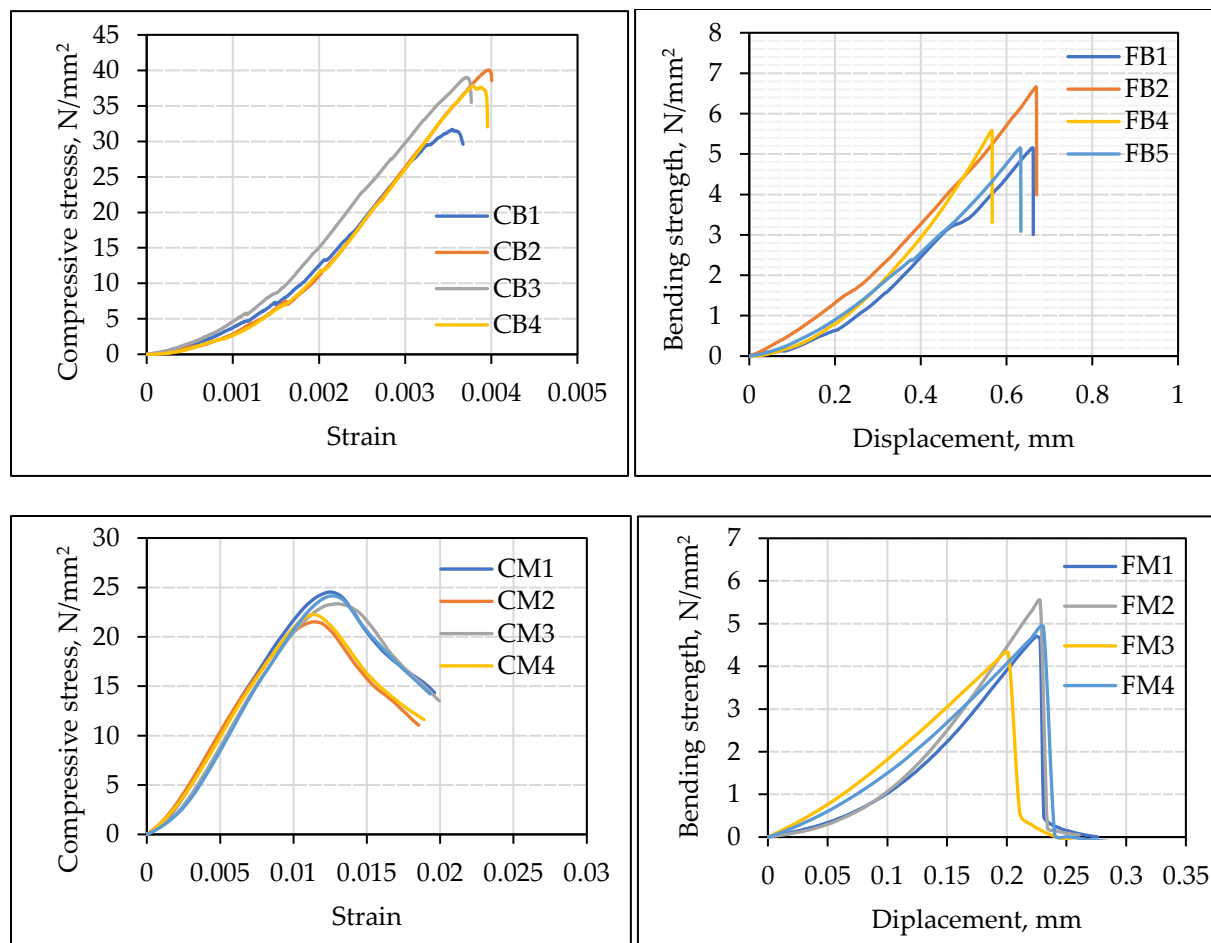 Compressive stresss, N/mm²
50
45
40
35
30
25
20
15
10
5
0
CB1
CB2
CB3
CB4
0 0.001 0.002 0.003 0.004 0.005
Strain
Bending strength, N/mm²
8
7
6
5
4
3
2
1
0
FB1
FB2
FB4
FB5
0 0.2 0.4 0.6 0.8 1
Displacement, mm
Compressive stess, N/mm²
30
25
20
15
10
5
0
CM1
CM2
CM3
CM4
0 0.005 0.01 0.015 0.02 0.025 0.03
Strain
Bending strength, N/mm²
7
6
5
4
3
2
1
0
FM1
FM2
FM3
FM4
0 0.05 0.1 0.15 0.2 0.25 0.3 0.35
Diplacement, mm